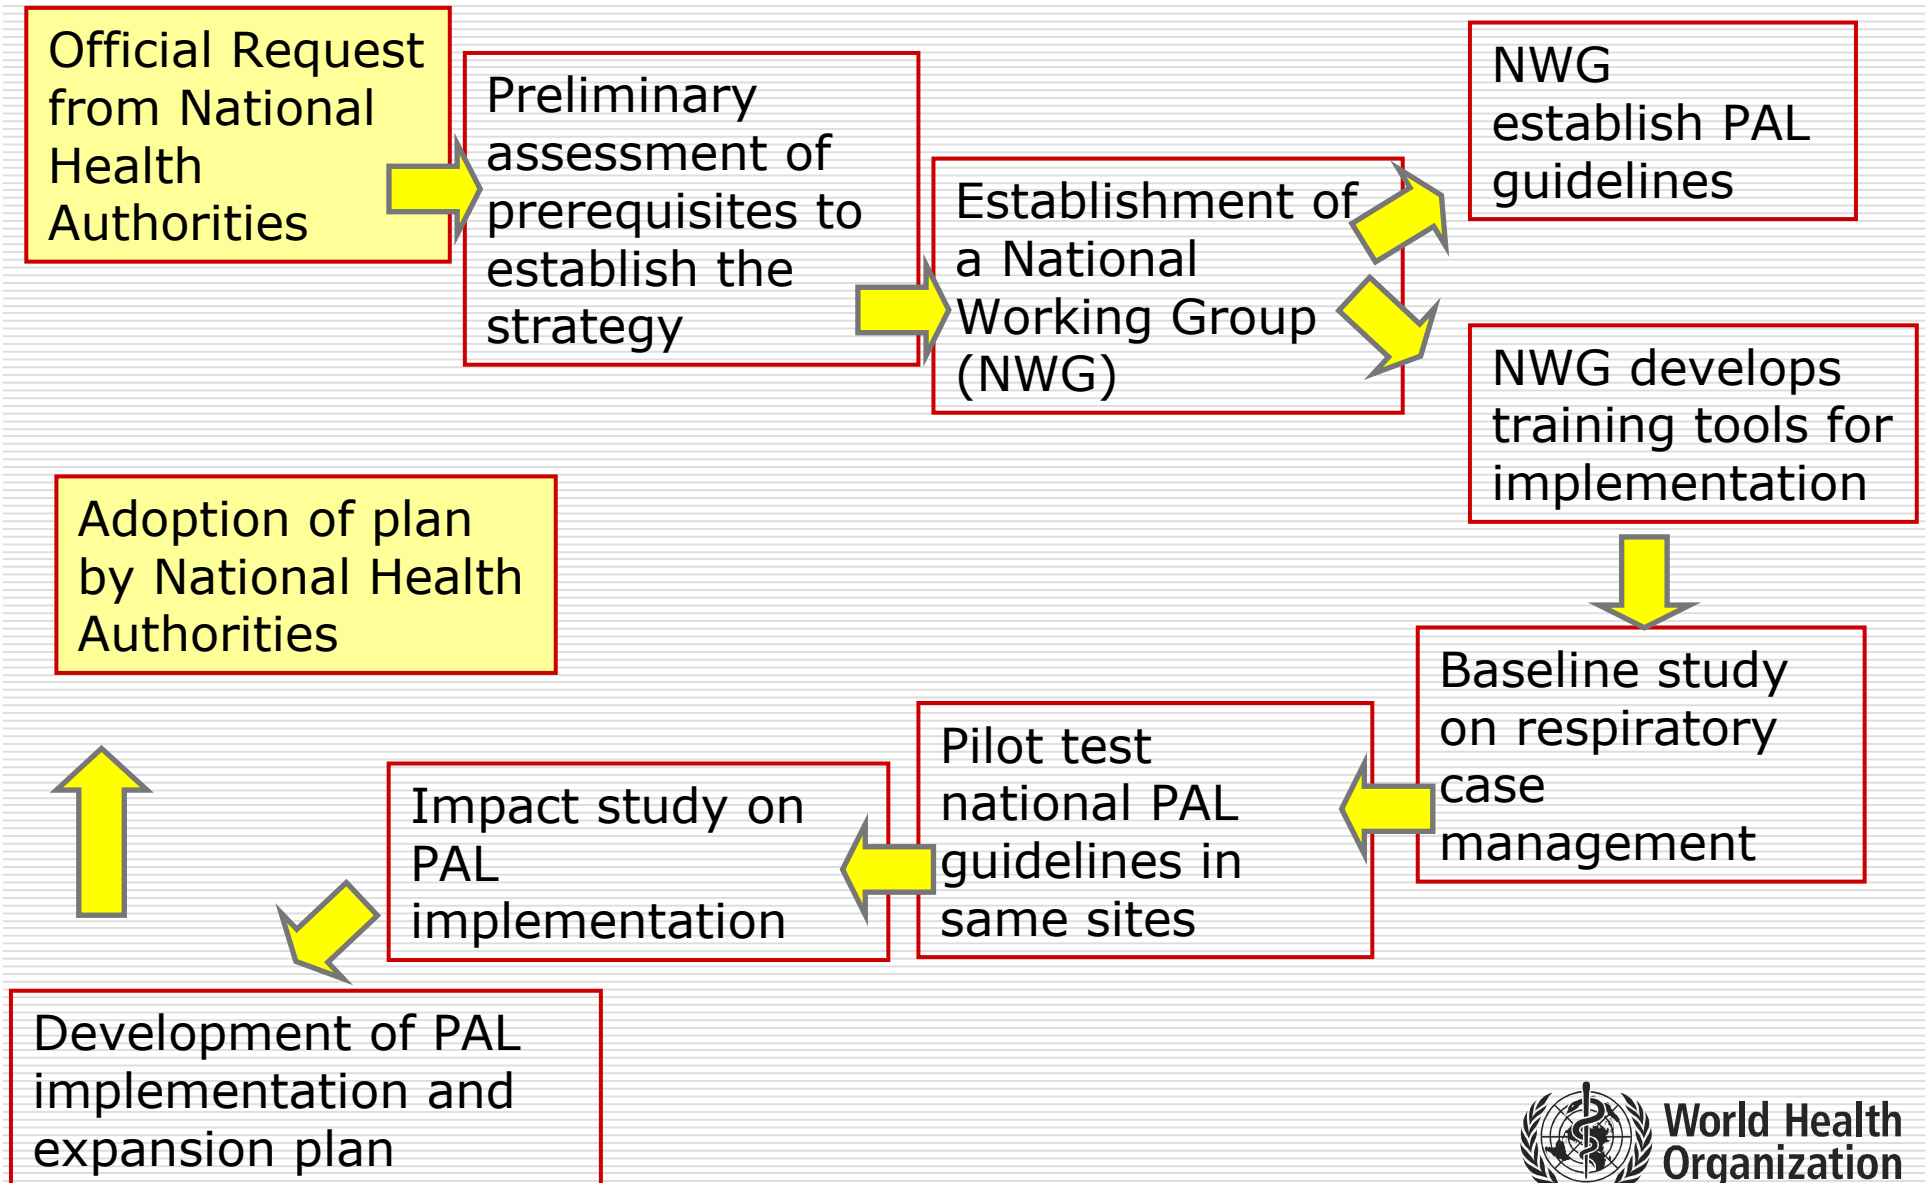 Official Request
from National
Health
Authorities
Preliminary
assessment of
prerequisites to
establish the
strategy
Establishment of
a National
Working Group
(NWG)
NWG
establish PAL
guidelines
NWG develops
training tools for
implementation
Baseline study
on respiratory
case
management
Pilot test
national PAL
guidelines in
same sites
Impact study on
PAL
implementation
Development of PAL
implementation and
expansion plan
Adoption of plan
by National Health
Authorities
World Health
Organization